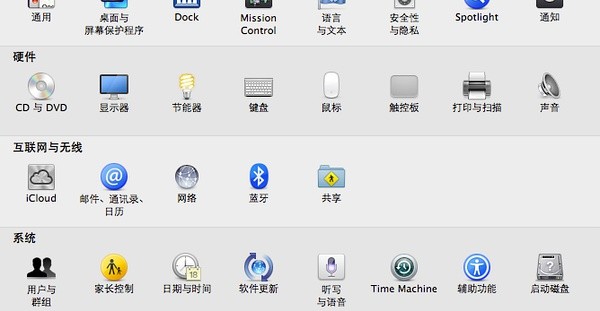 通用
桌面与
屏幕保护程序
Dock
Mission
Control
语言
与文本
安全性
与隐私
Spotlight
通知
硬件
CD 与 DVD
显示器
节能器
键盘
鼠标
触控板
打印与扫描
声音
互联网与无线
iCloud
邮件、通讯录、
日历
网络
蓝牙
共享
系统
用户与
群组
家长控制
18
日期与时间
软件更新
听写
与语音
Time Machine
辅助功能
启动磁盘